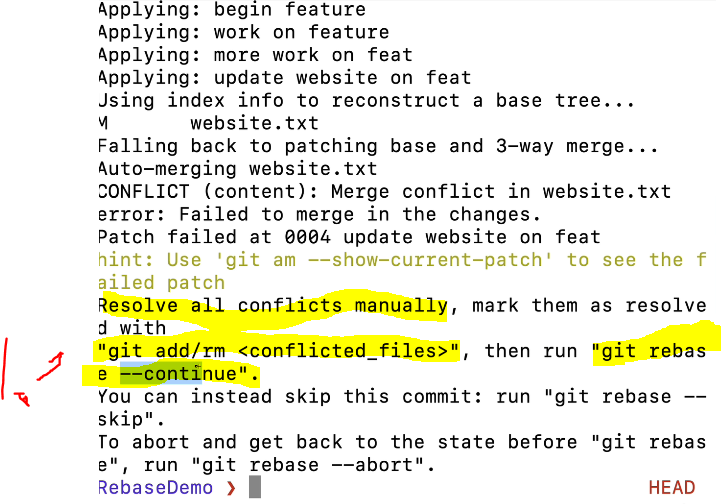 Applying: begin feature
Applying: work on feature
Applying: more work on feat
Applying: update website on feat
Using index info to reconstruct a base tree...
M       website.txt
Falling back to patching base and 3-way merge...
Auto-merging website.txt
CONFLICT (content): Merge conflict in website.txt
error: Failed to merge in the changes.
Patch failed at 0004 update website on feat
hint: Use 'git am --show-current-patch' to see the f
ailed patch
Resolve all conflicts manually, mark them as resolve
d with
"git add/rm <conflicted_files>", then run "git rebas
e --continue".
You can instead skip this commit: run "git rebase --
skip".
To abort and get back to the state before "git rebas
e", run "git rebase --abort".
RebaseDemo ❯ HEAD